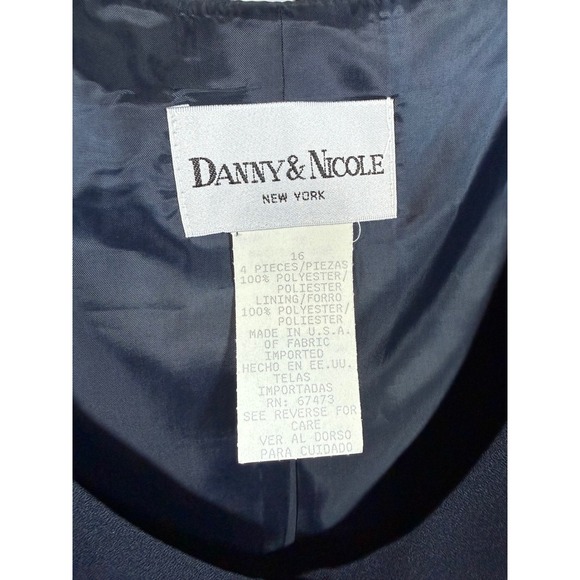 DANNY & NICOLE
NEW YORK
16
4 PIECES/PIEZAS
100% POLYESTER/
POLIESTER
LINING/FORRO
100% POLYESTER/
POLIESTER
MADE IN U.S.A.
OF FABRIC
IMPORTED
HECHO EN EE.UU.
TELAS
IMPORTADAS
RN: 67473
SEE REVERSE FOR
CARE
VER AL DORSO
PARA CUIDADO